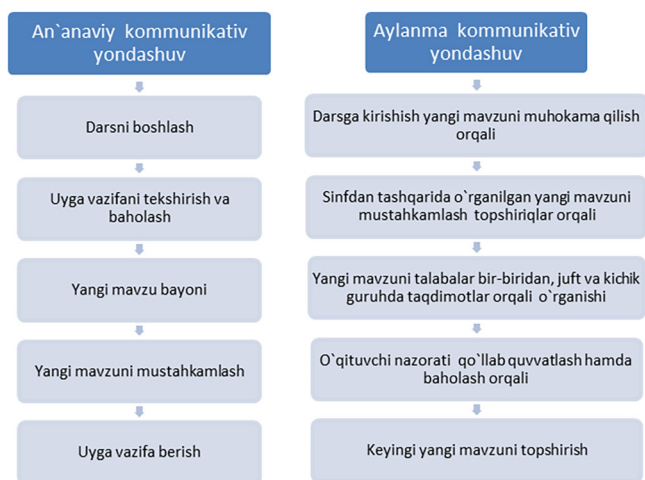 An`anaviy kommunikativ
yondashuv
Darsni boshlash
Uyga vazifani tekshirish va
baholash
Yangi mavzu bayoni
Yangi mavzuni mustahkamlash
Uyga vazifa berish
Aylanma kommunikativ
yondashuv
Darsga kirishish yangi mavzuni muhokama qilish
orqali
Sinfdan tashqarida o`rganilgan yangi mavzuni
mustahkamlash topshiriqlar orqali
Yangi mavzuni talabalar bir-biridan, juft va kichik
guruhda taqdimotlar orqali o`rganishi
O`qituvchi nazorati qo`llab quvvatlash hamda
baholash orqali
Keyingi yangi mavzuni topshirish